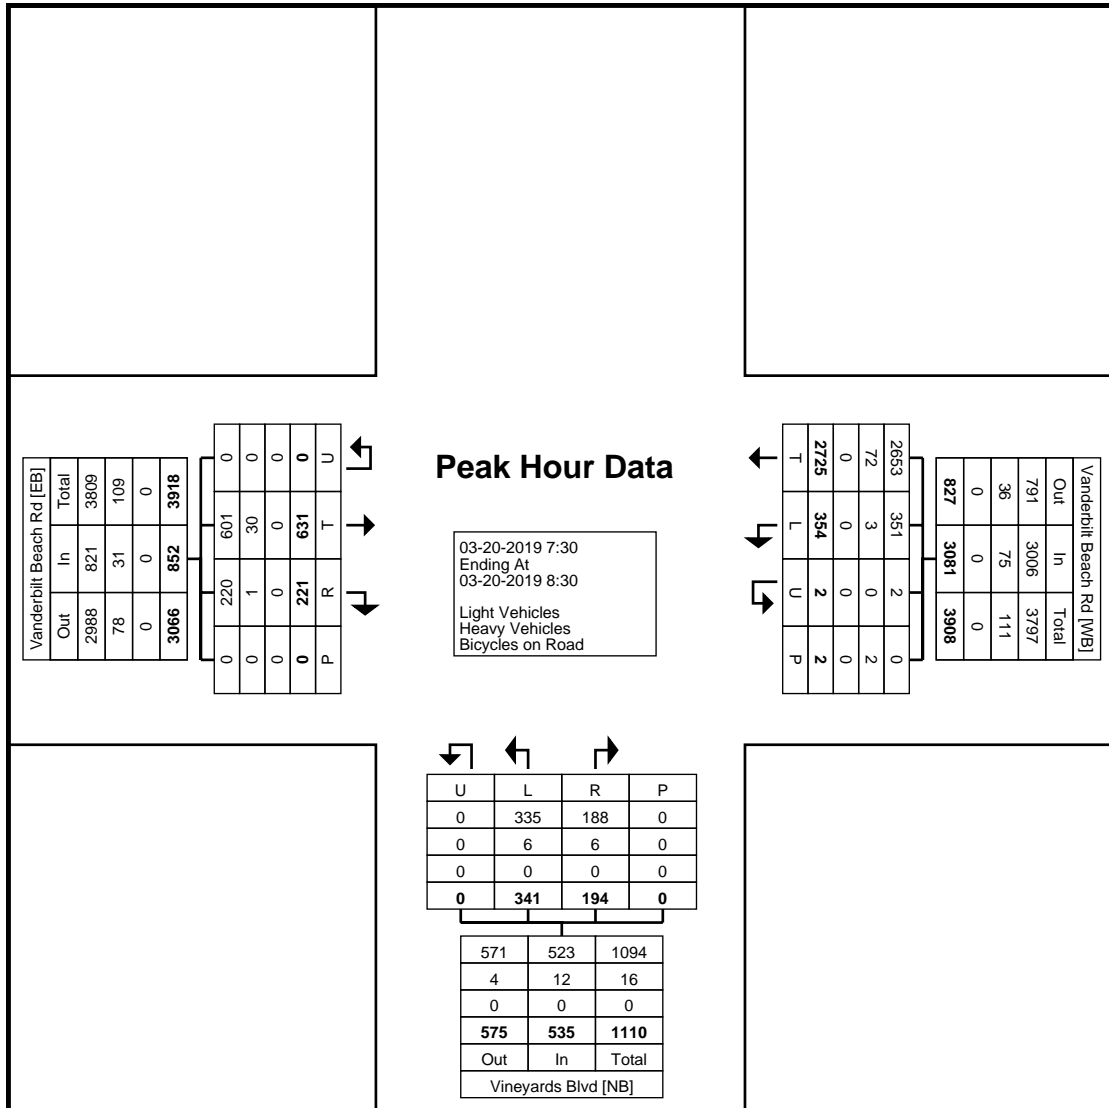 Peak Hour Data
03-20-2019 7:30
Ending At
03-20-2019 8:30
Light Vehicles
Heavy Vehicles
Bicycles on Road
Vanderbilt Beach Rd [EB]
Total In Out
3809 821 2988
109 31 78
0 0 0
3918 852 3066
0 601 220 0
0 30 1 0
0 0 0 0
0 631 221 0
U T R P
Vanderbilt Beach Rd [WB]
Out In Total
791 3006 3797
36 75 111
0 0 0
827 3081 3908
2653 351 2 0
72 3 0 2
0 0 0 0
2725 354 2 2
T L U P
U L R P
0 335 188 0
0 6 6 0
0 0 0 0
0 341 194 0
571 523 1094
4 12 16
0 0 0
575 535 1110
Out In Total
Vineyards Blvd [NB]